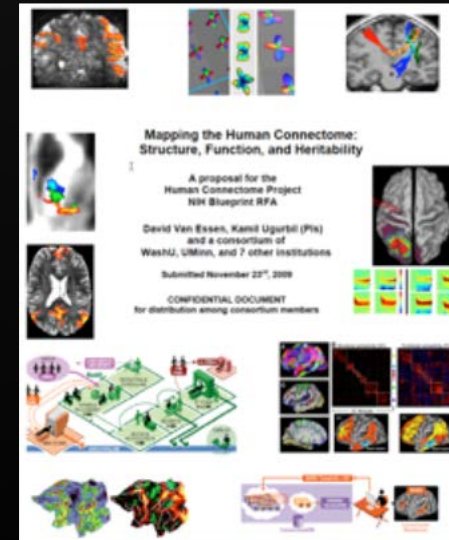 Mapping the Human Connectome:
Structure, Function, and Heritability
A proposal for the
Human Connectome Project
NIH Blueprint RFA
David Van Essen, Kamil Ugurbil (PIs)
and a consortium of
WashU, UMinn, and 7 other institutions
Submitted November 23rd, 2009
CONFIDENTIAL DOCUMENT
for distribution among consortium members